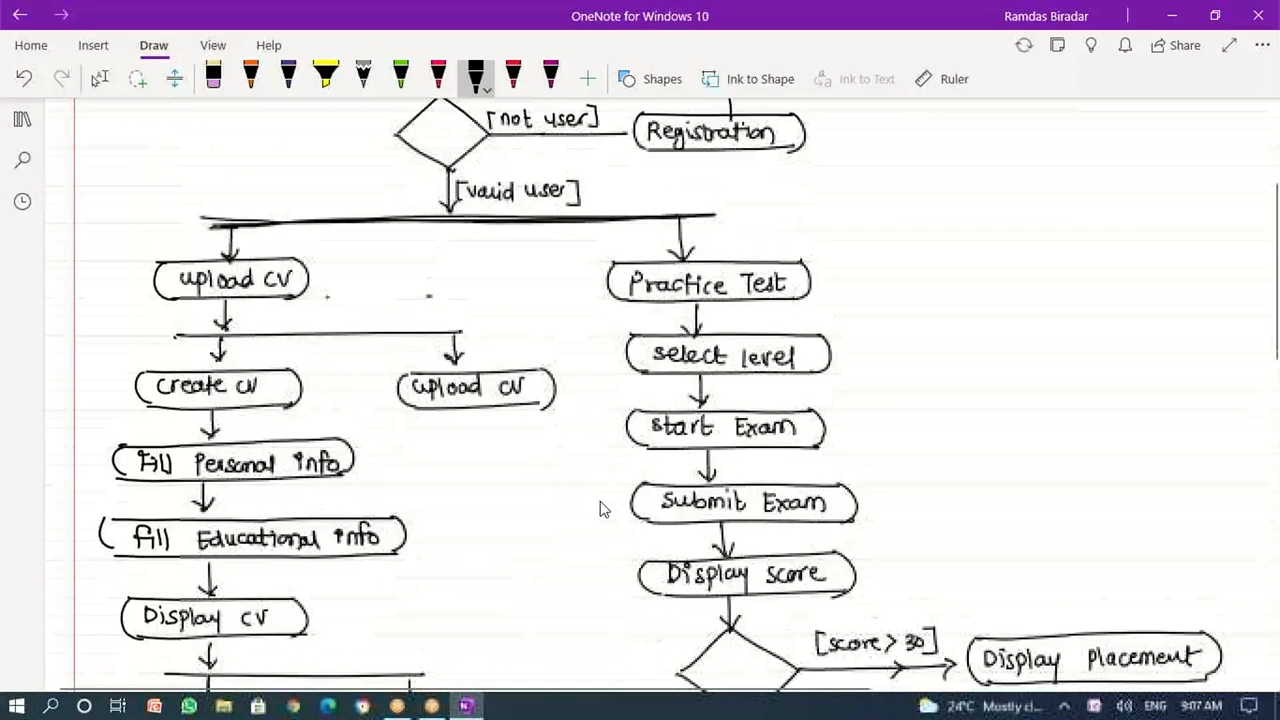 OneNote for Windows 10
Ramdas Biradar
Home Insert Draw View Help
Share
Shapes Ink to Shape Ink to Text Ruler
[not user]
Registration
[valid user]
upload CV
Practice Test
select level
create cv
upload cv
start Exam
Fill Personal info
Submit Exam
fill Educational info
Display score
Display cv
[score > 30]
Display Placement
24°C Mostly cl...
ENG
9:07 AM